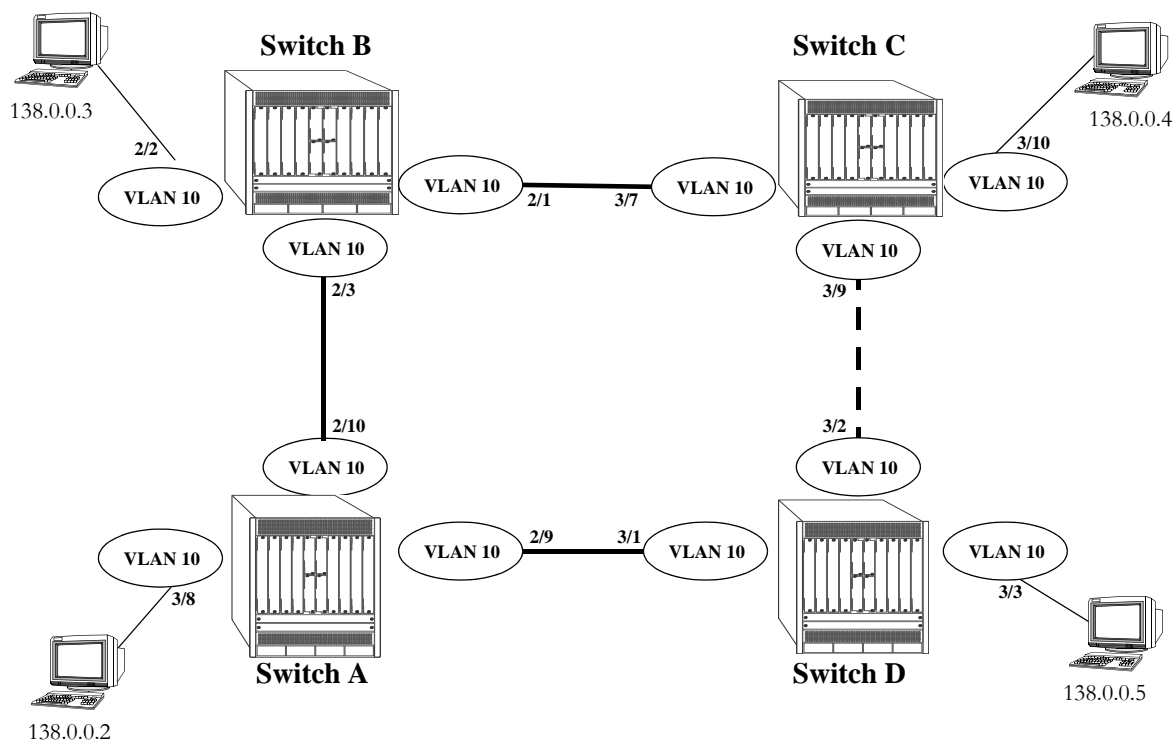 Switch B
Switch C
138.0.0.3
138.0.0.4
2/2
3/10
VLAN 10
VLAN 10
2/1
3/7
VLAN 10
VLAN 10
VLAN 10
VLAN 10
2/3
3/9
2/10
3/2
VLAN 10
VLAN 10
VLAN 10
VLAN 10
2/9
3/1
VLAN 10
VLAN 10
3/8
3/3
Switch A
Switch D
138.0.0.2
138.0.0.5